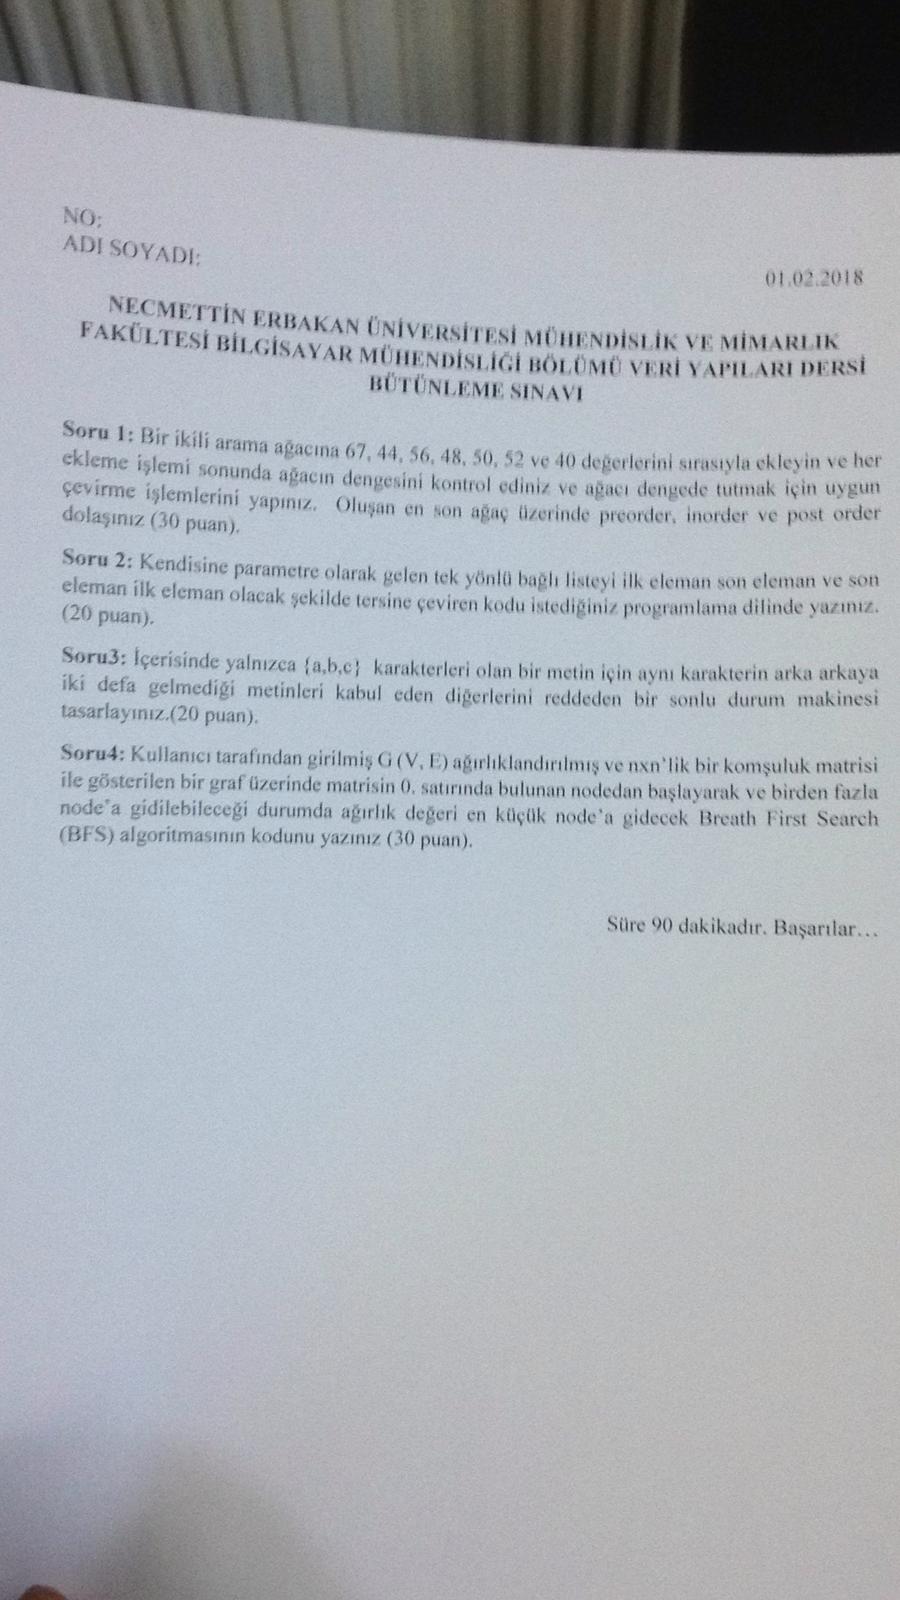 NO:
ADI SOYADI:
01.02.2018
NECMETTİN ERBAKAN ÜNİVERSİTESİ MÜHENDİSLİK VE MİMARLIK
FAKÜLTESİ BİLGİSAYAR MÜHENDİSLİĞİ BÖLÜMÜ VERİ YAPILARI DERSİ
BÜTÜNLEME SINAVI
Soru 1: Bir ikili arama ağacına 67, 44, 56, 48, 50, 52 ve 40 değerlerini sırasıyla ekleyin ve her
ekleme işlemi sonunda ağacın dengesini kontrol ediniz ve ağacı dengede tutmak için uygun
çevirme işlemlerini yapınız. Oluşan en son ağaç üzerinde preorder, inorder ve post order
dolaşınız (30 puan).
Soru 2: Kendisine parametre olarak gelen tek yönlü bağlı listeyi ilk eleman son eleman ve son
eleman ilk eleman olacak şekilde tersine çeviren kodu istediğiniz programlama dilinde yazınız.
(20 puan).
Soru3: İçerisinde yalnızca {a,b,c} karakterleri olan bir metin için aynı karakterin arka arkaya
iki defa gelmediği metinleri kabul eden diğerlerini reddeden bir sonlu durum makinesi
tasarlayınız.(20 puan).
Soru4: Kullanıcı tarafından girilmiş G (V, E) ağırlıklandırılmış ve nxn'lik bir komşuluk matrisi
ile gösterilen bir graf üzerinde matrisin 0. satırında bulunan nodedan başlayarak ve birden fazla
node'a gidilebileceği durumda ağırlık değeri en küçük node'a gidecek Breath First Search
(BFS) algoritmasının kodunu yazınız (30 puan).
Süre 90 dakikadır. Başarılar…